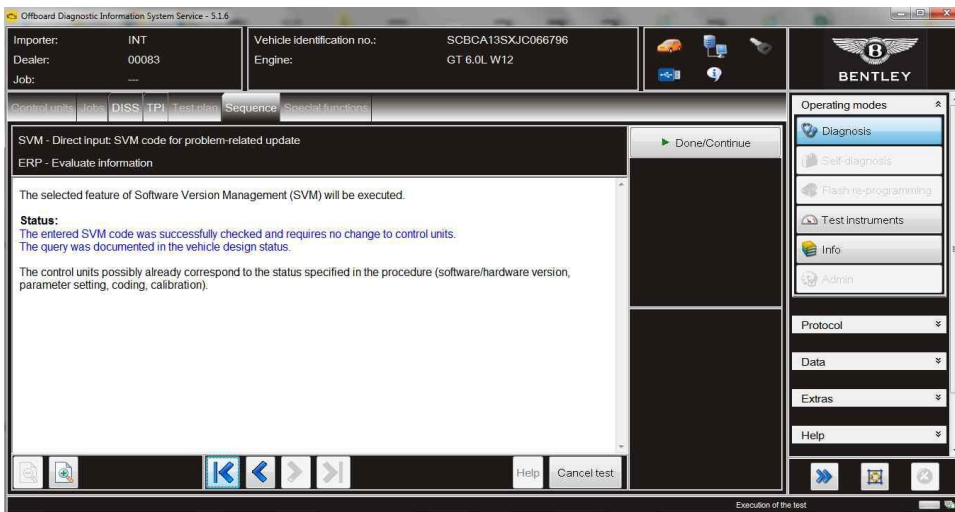 Offboard Diagnostic Information System Service - 5.1.6
Importer: INT
Dealer: 00083
Job: ---
Vehicle identification no.: SCBCA13SXJC066796
Engine: GT 6.0L W12
B
BENTLEY
Control units Jobs DISS TPI Test plan Sequence Special functions
SVM - Direct input: SVM code for problem-related update
ERP - Evaluate information
The selected feature of Software Version Management (SVM) will be executed.
Status:
The entered SVM code was successfully checked and requires no change to control units.
The query was documented in the vehicle design status.
The control units possibly already correspond to the status specified in the procedure (software/hardware version,
parameter setting, coding, calibration).
Help
Cancel test
Done/Continue
Operating modes
Diagnosis
Self-diagnosis
Flash re-programming
Test instruments
Info
Admin
Protocol
Data
Extras
Help
Execution of the test